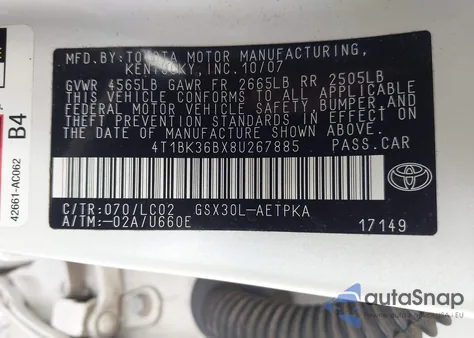 MFD. BY: TOYOTA MOTOR MANUFACTURING,
KENTUCKY, INC. 10/07
GVWR 4565LB GAWR FR 2665LB RR 2505LB
THIS VEHICLE CONFORMS TO ALL APPLICABLE
FEDERAL MOTOR VEHICLE SAFETY, BUMPER, AND
THEFT PREVENTION STANDARDS IN EFFECT ON
THE DATE OF MANUFACTURE SHOWN ABOVE.
4T1BK36BX8U267885 PASS.CAR
C/TR:070/LC02 GSX30L-AETPKA
A/TM:-02A/U660E
17149
TOYOTA
42661-AC062
B4
autoSnap